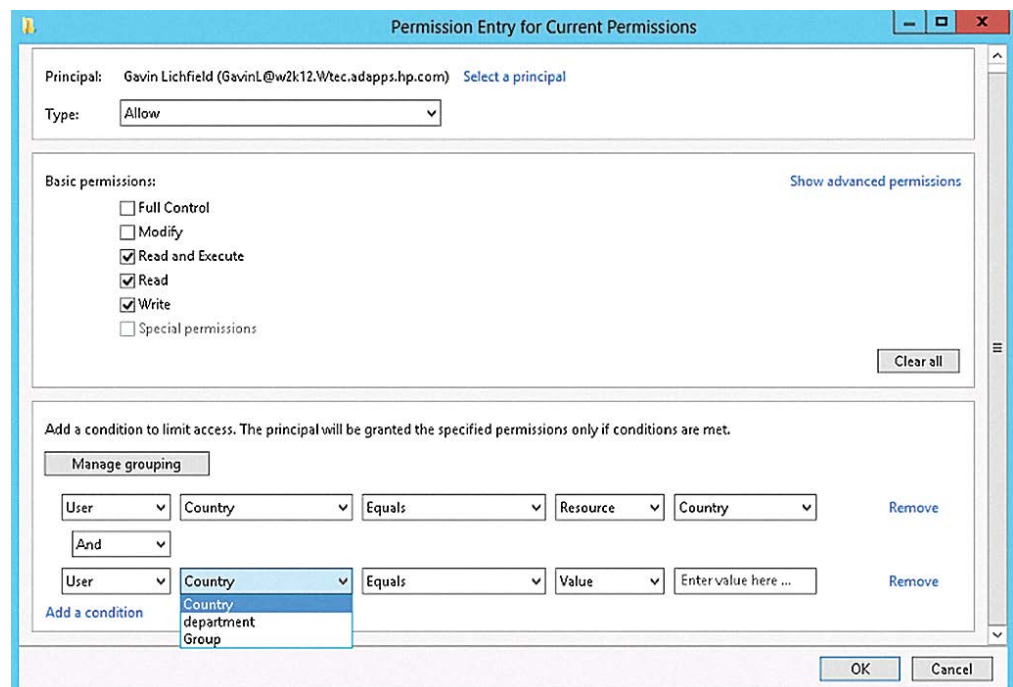 Permission Entry for Current Permissions
Principal: Gavin Lichfield (GavinL@w2k12.Wtec.adapps.hp.com) Select a principal
Type: Allow
Basic permissions: Show advanced permissions
Full Control
Modify
Read and Execute
Read
Write
Special permissions
Clear all
Add a condition to limit access. The principal will be granted the specified permissions only if conditions are met.
Manage grouping
User Country Equals Resource Country Remove
And
User Country Equals Value Enter value here ... Remove
Add a condition Country
department
Group
OK Cancel